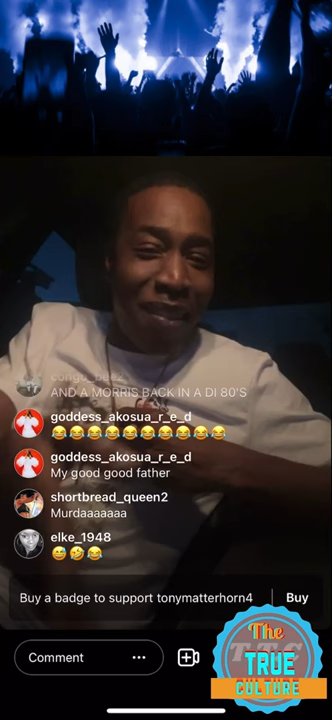 congo_beez
AND A MORRIS BACK IN A DI 80'S
goddess_akosua_r_e_d
😂😂😂😂😂😂😂😂😂😂
goddess_akosua_r_e_d
My good good father
shortbread_queen2
Murdaaaaaaa
elke_1948
😅🤣😂
Buy a badge to support tonymatterhorn4
Buy
Comment
The
T.T.C
TRUE
CULTURE